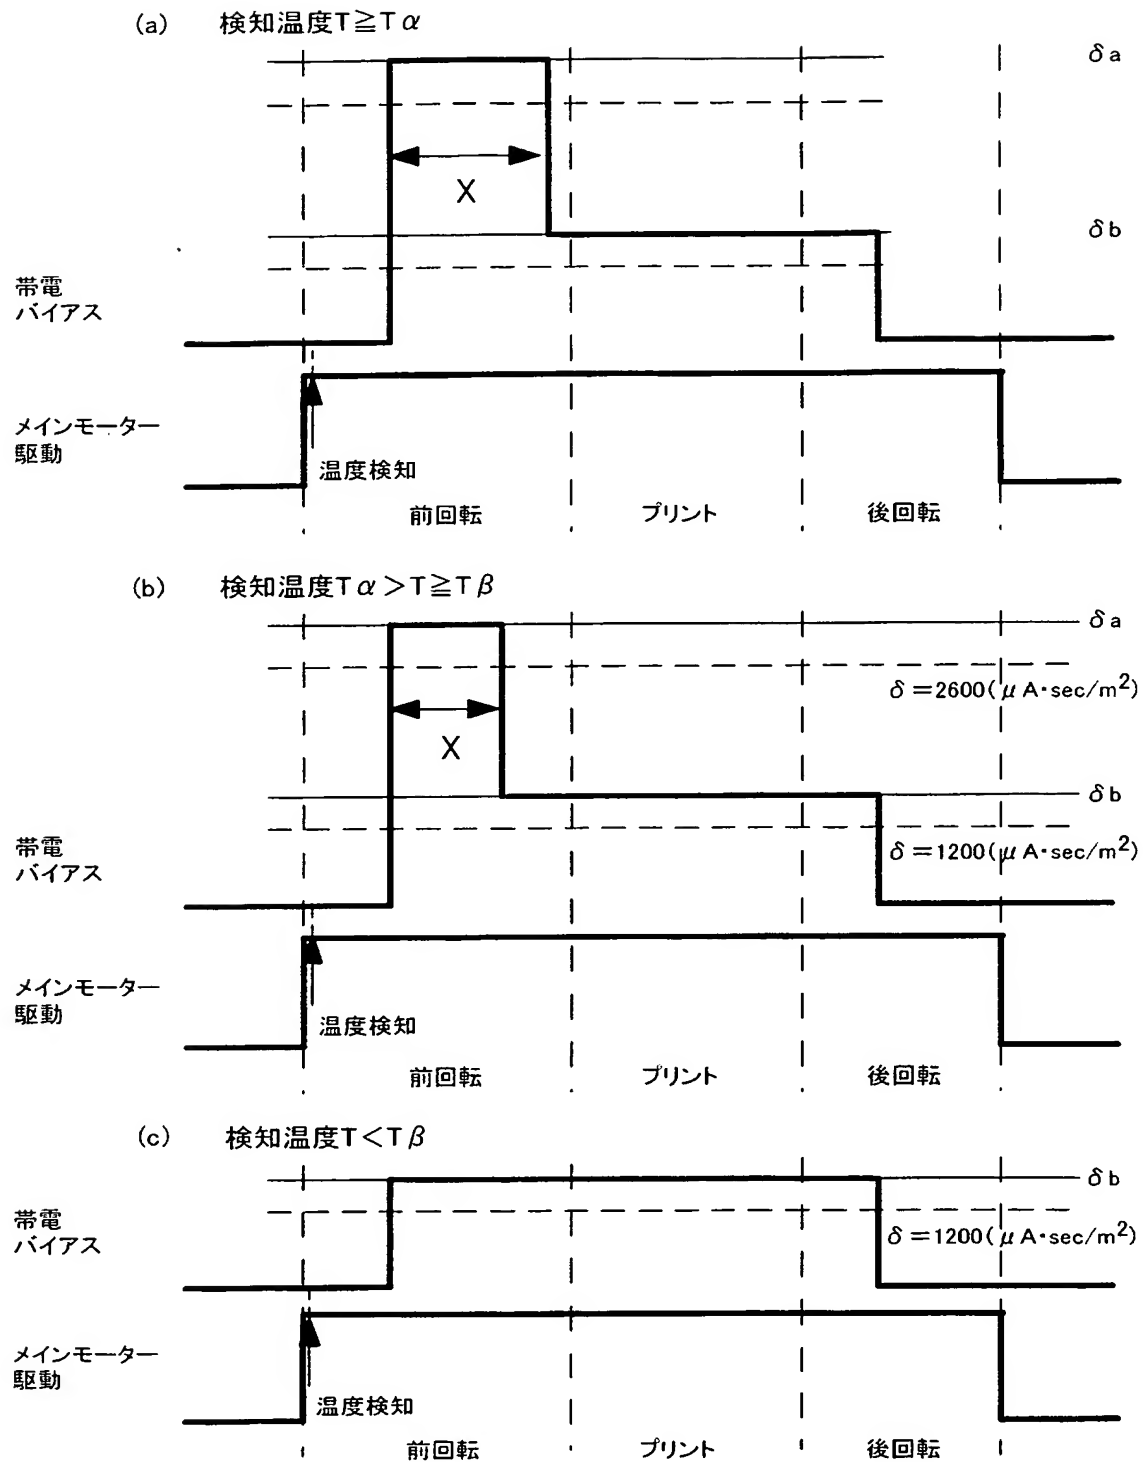 (a) 検知温度T≧Tα
δa
X
δb
帯電
バイアス
メインモーター
駆動
温度検知
前回転 プリント 後回転
(b) 検知温度Tα>T≧Tβ
δa
δ=2600(μA・sec/m²)
X
δb
帯電
バイアス
δ=1200(μA・sec/m²)
メインモーター
駆動
温度検知
前回転 プリント 後回転
(c) 検知温度T<Tβ
δb
帯電
バイアス
δ=1200(μA・sec/m²)
メインモーター
駆動
温度検知
前回転 プリント 後回転